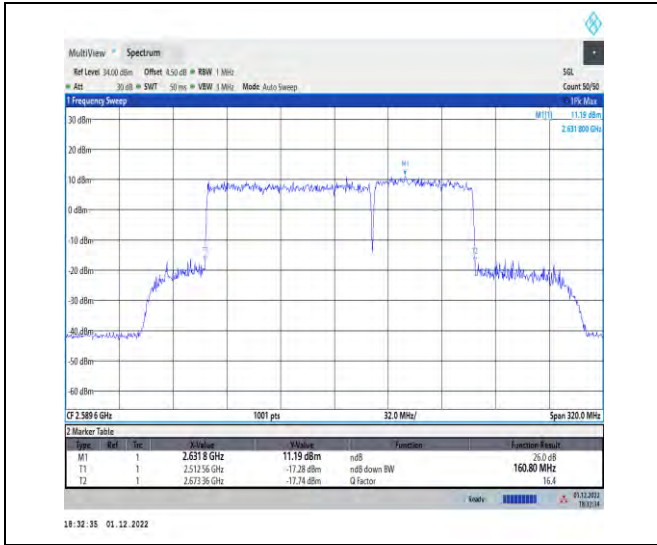 MultiView Spectrum
Ref Level 34.00 dBm Offset 4.50 dB RBW 1 MHz SGL
Att 30 dB SWT 50 ms VBW 3 MHz Mode Auto Sweep Count 50/50
1 Frequency Sweep 1Pk Max
M1[1] 11.19 dBm
2.631 800 GHz
30 dBm
20 dBm
M1
10 dBm
0 dBm
-10 dBm
-20 dBm
-30 dBm
-40 dBm
-50 dBm
-60 dBm
CF 2.589 6 GHz 1001 pts 32.0 MHz/ Span 320.0 MHz
2 Marker Table
Type Ref Trc X-Value Y-Value Function Function Result
M1 1 2.631 8 GHz 11.19 dBm ndB 26.0 dB
T1 1 2.512 56 GHz -17.28 dBm ndB down BW 160.80 MHz
T2 1 2.673 36 GHz -17.74 dBm Q Factor 16.4
Ready 01.12.2022
18:32:34
18:32:35 01.12.2022